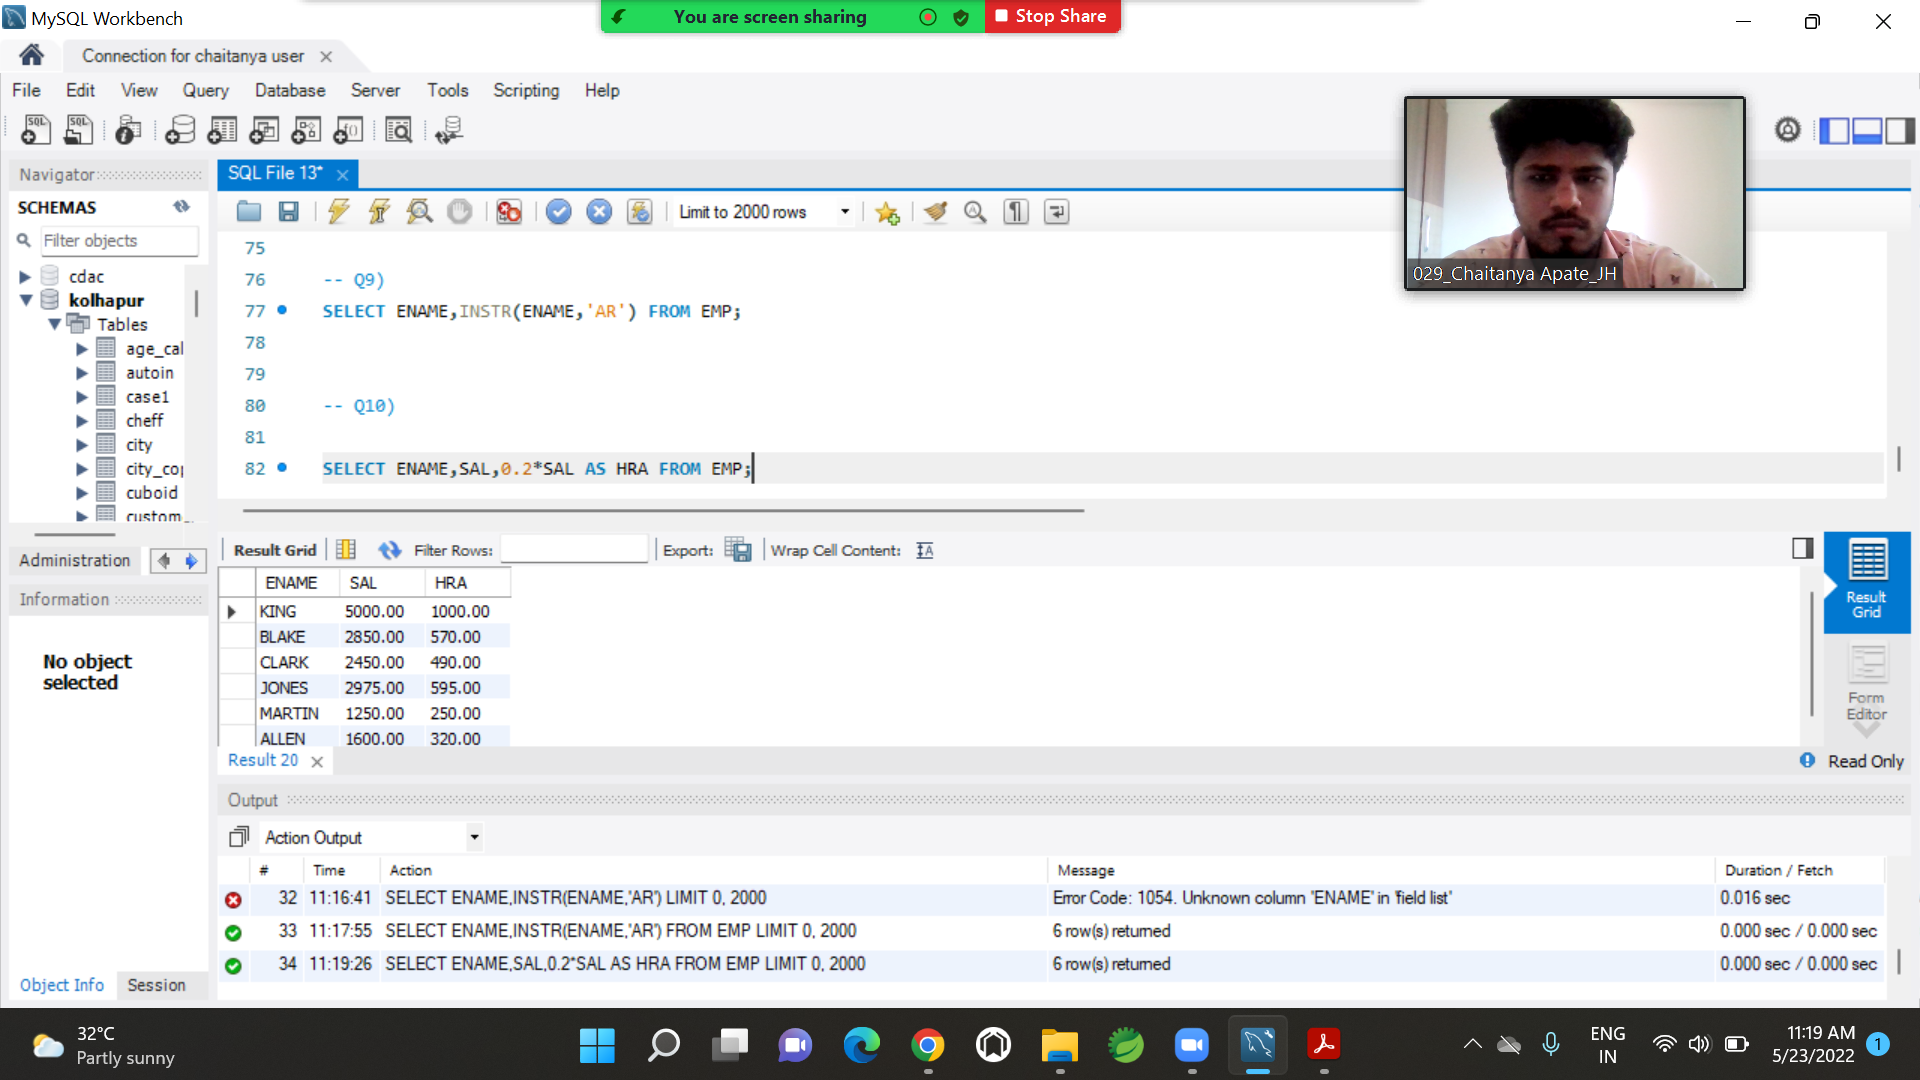 MySQL Workbench
You are screen sharing
Stop Share
Connection for chaitanya user
File Edit View Query Database Server Tools Scripting Help
029_Chaitanya Apate_JH
Navigator
SCHEMAS
Filter objects
cdac
kolhapur
Tables
age_cal
autoin
case1
cheff
city
city_cop
cuboid
custom
Administration
Information
No object
selected
Object Info Session
SQL File 13*
Limit to 2000 rows
75
76 -- Q9)
77 SELECT ENAME,INSTR(ENAME,'AR') FROM EMP;
78
79
80 -- Q10)
81
82 SELECT ENAME,SAL,0.2*SAL AS HRA FROM EMP;
Result Grid Filter Rows: Export: Wrap Cell Content:
ENAME SAL HRA
KING 5000.00 1000.00
BLAKE 2850.00 570.00
CLARK 2450.00 490.00
JONES 2975.00 595.00
MARTIN 1250.00 250.00
ALLEN 1600.00 320.00
Result
Grid
Form
Editor
Result 20
Read Only
Output
Action Output
# Time Action Message Duration / Fetch
32 11:16:41 SELECT ENAME,INSTR(ENAME,'AR') LIMIT 0, 2000 Error Code: 1054. Unknown column 'ENAME' in 'field list' 0.016 sec
33 11:17:55 SELECT ENAME,INSTR(ENAME,'AR') FROM EMP LIMIT 0, 2000 6 row(s) returned 0.000 sec / 0.000 sec
34 11:19:26 SELECT ENAME,SAL,0.2*SAL AS HRA FROM EMP LIMIT 0, 2000 6 row(s) returned 0.000 sec / 0.000 sec
32°C
Partly sunny
ENG
IN
11:19 AM
5/23/2022
1